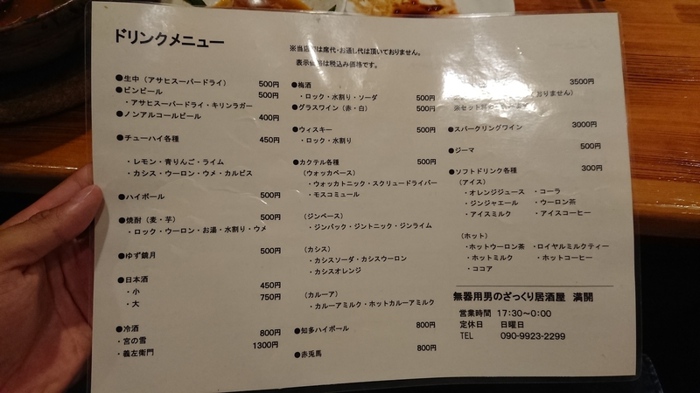 ドリンクメニュー
※当店では席代・お通し代は頂いておりません。
表示価格は税込み価格です。
●生中(アサヒスーパードライ) 500円
●ビンビール 500円
・アサヒスーパードライ・キリンラガー
●ノンアルコールビール 400円
●チューハイ各種 450円
・レモン・青りんご・ライム
・カシス・ウーロン・ウメ・カルピス
●ハイボール 500円
●焼酎(麦・芋) 500円
・ロック・ウーロン・お湯・水割り・ウメ
●ゆず鏡月 500円
●日本酒
・小 450円
・大 750円
●冷酒
・宮の雪 800円
・義左衛門 1300円
●梅酒
・ロック・水割り・ソーダ 500円
●グラスワイン(赤・白) 500円
●ウィスキー 500円
・ロック・水割り
●カクテル各種 500円
(ウォッカベース)
・ウォッカトニック・スクリュードライバー
・モスコミュール
(ジンベース)
・ジンバック・ジントニック・ジンライム
(カシス)
・カシスソーダ・カシスウーロン
・カシスオレンジ
(カルーア)
・カルーアミルク・ホットカルーアミルク
●知多ハイボール 800円
●赤兎馬 800円
3500円
おりません)
●スパークリングワイン 3000円
●ジーマ 500円
●ソフトドリンク各種 300円
(アイス)
・オレンジジュース ・コーラ
・ジンジャエール ・ウーロン茶
・アイスミルク ・アイスコーヒー
(ホット)
・ホットウーロン茶 ・ロイヤルミルクティー
・ホットミルク ・ホットコーヒー
・ココア
無器用男のざっくり居酒屋 満開
営業時間 17:30~0:00
定休日 日曜日
TEL 090-9923-2299